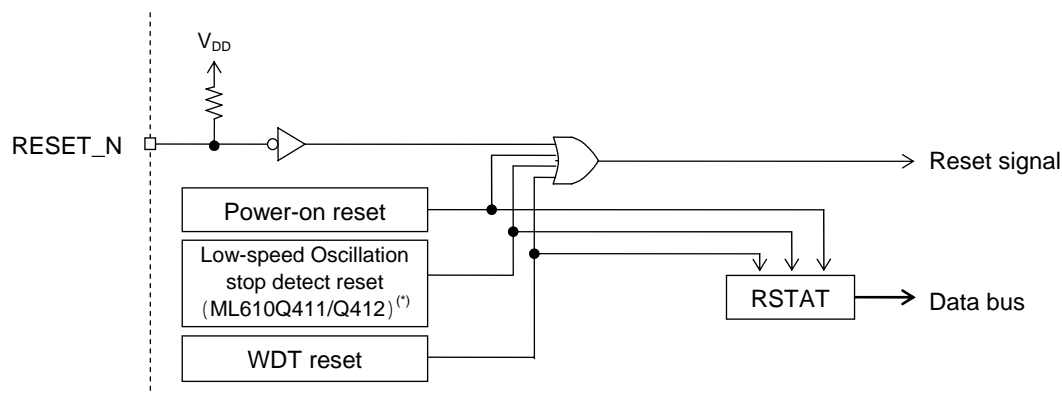 V_DD
RESET_N
Reset signal
Power-on reset
Low-speed Oscillation
stop detect reset
(ML610Q411/Q412)(*)
RSTAT
Data bus
WDT reset